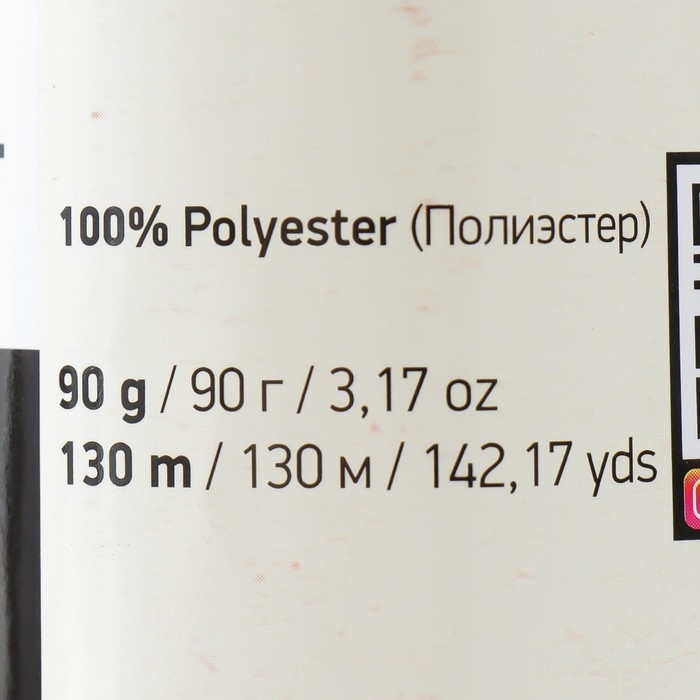 100% Polyester (Полиэстер)
90 g / 90 г / 3,17 oz
130 m / 130 м / 142,17 yds